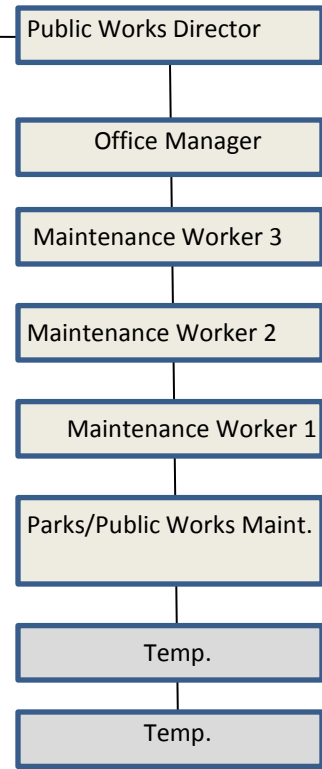 Public Works Director
Office Manager
Maintenance Worker 3
Maintenance Worker 2
Maintenance Worker 1
Parks/Public Works Maint.
Temp.
Temp.